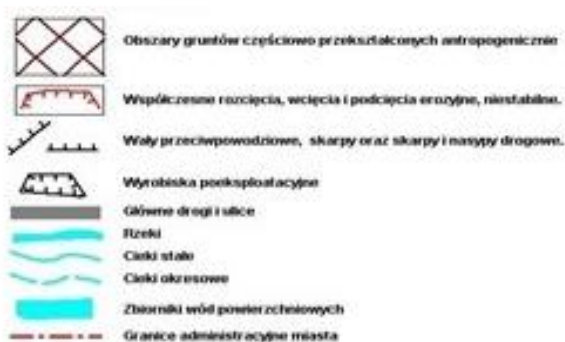 Obszary gruntów częściowo przekształconych antropogenicznie
Współczesne rozcięcia, wcięcia i podcięcia erozyjne, niestabilne.
Wały przeciwpowodziowe, skarpy oraz skarpy i nasypy drogowe.
Wyrobiska poeksploatacyjne
Główne drogi i ulice
Rzeki
Cieki stałe
Cieki okresowe
Zbiorniki wód powierzchniowych
Granice administracyjne miasta